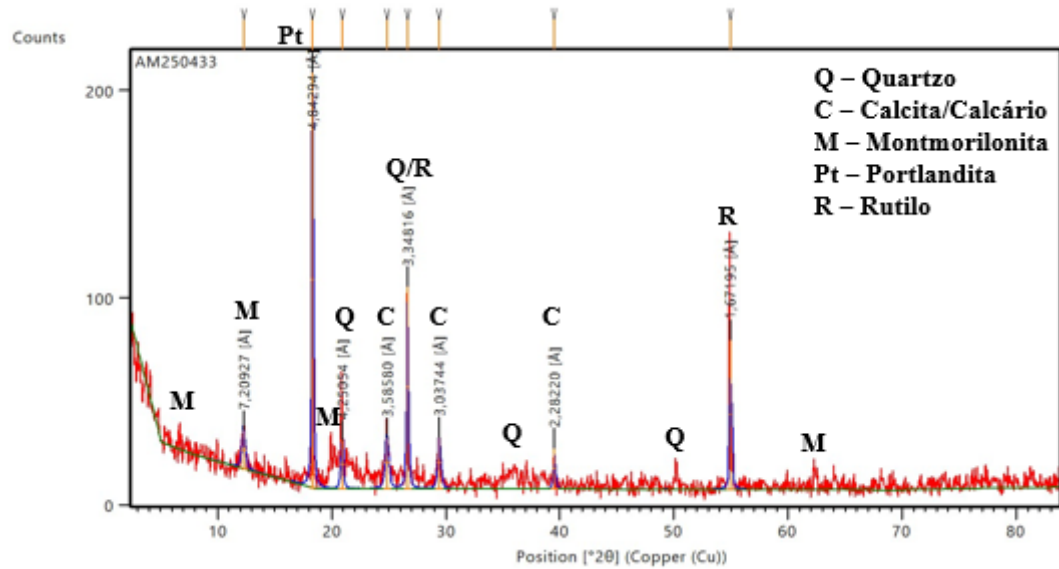 Counts
Pt
AM250433
200
100
0
Q – Quartzo
C – Calcita/Calcário
M – Montmorilonita
Pt – Portlandita
R – Rutilo
M
M
7,20927 [Å]
4,84294 [Å]
M
Q
4,25054 [Å]
C
3,58580 [Å]
Q/R
3,34816 [Å]
C
3,03744 [Å]
Q
C
2,28220 [Å]
Q
R
1,67195 [Å]
M
10 20 30 40 50 60 70 80
Position [°2θ] (Copper (Cu))